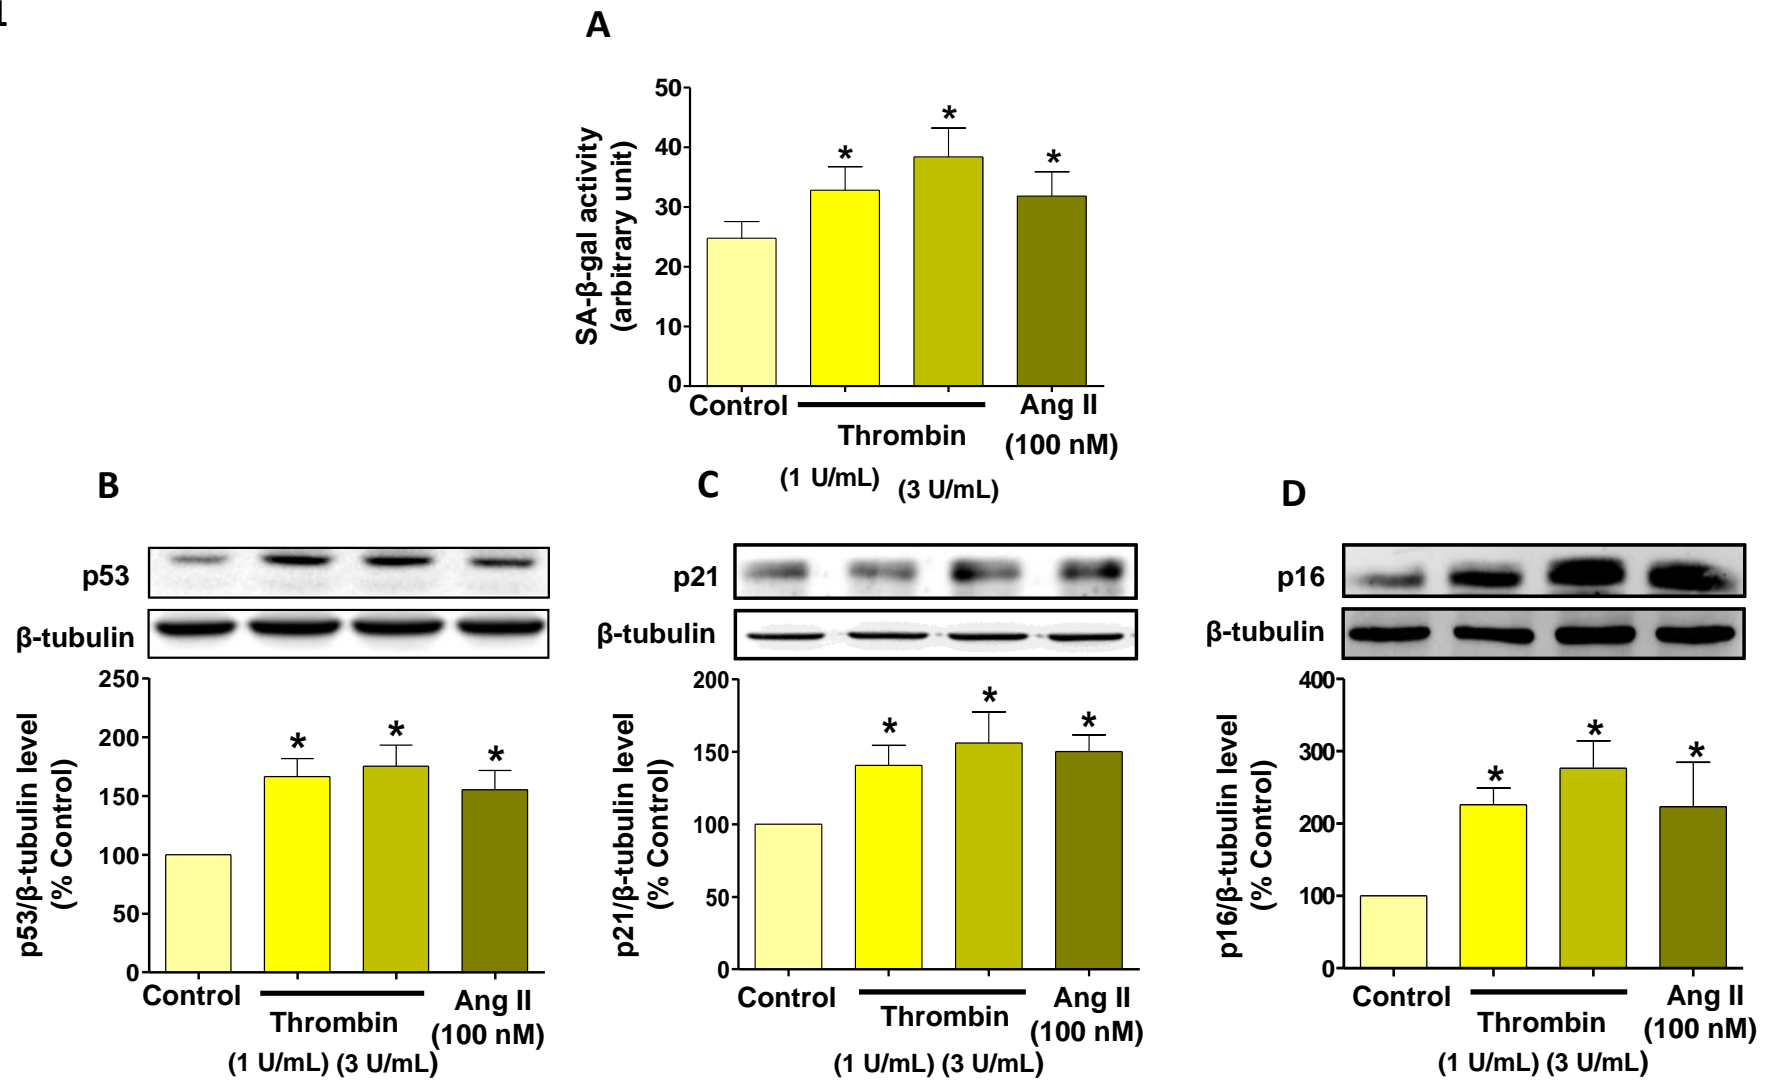 1
A
50
40
30
20
10
0
SA-β-gal activity
(arbitrary unit)
*
*
*
Control
Thrombin
(1 U/mL) (3 U/mL)
Ang II
(100 nM)
B
p53
β-tubulin
250
200
150
100
50
0
p53/β-tubulin level
(% Control)
*
*
*
Control
Thrombin
(1 U/mL) (3 U/mL)
Ang II
(100 nM)
C
p21
β-tubulin
200
150
100
50
0
p21/β-tubulin level
(% Control)
*
*
*
Control
Thrombin
(1 U/mL) (3 U/mL)
Ang II
(100 nM)
D
p16
β-tubulin
400
300
200
100
0
p16/β-tubulin level
(% Control)
*
*
*
Control
Thrombin
(1 U/mL) (3 U/mL)
Ang II
(100 nM)